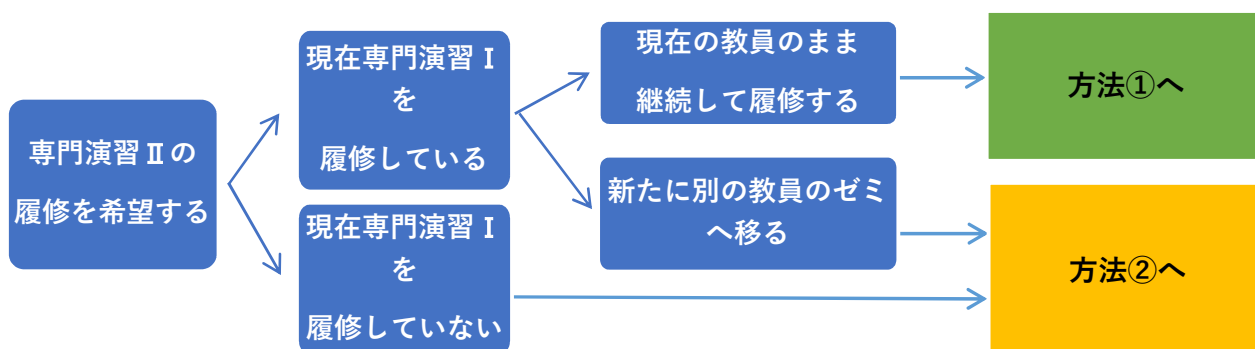 専門演習Ⅱの
履修を希望する
現在専門演習Ⅰ
を
履修している
現在専門演習Ⅰ
を
履修していない
現在の教員のまま
継続して履修する
新たに別の教員のゼミ
へ移る
方法①へ
方法②へ